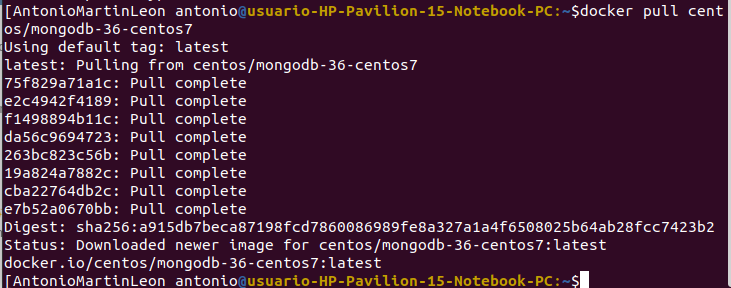 [AntonioMartinLeon antonio@usuario-HP-Pavilion-15-Notebook-PC:~$docker pull cent
os/mongodb-36-centos7
Using default tag: latest
latest: Pulling from centos/mongodb-36-centos7
75f829a71a1c: Pull complete
e2c4942f4189: Pull complete
f1498894b11c: Pull complete
da56c9694723: Pull complete
263bc823c56b: Pull complete
19a824a7882c: Pull complete
cba22764db2c: Pull complete
e7b52a0670bb: Pull complete
Digest: sha256:a915db7beca87198fcd7860086989fe8a327a1a4f6508025b64ab28fcc7423b2
Status: Downloaded newer image for centos/mongodb-36-centos7:latest
docker.io/centos/mongodb-36-centos7:latest
[AntonioMartinLeon antonio@usuario-HP-Pavilion-15-Notebook-PC:~$